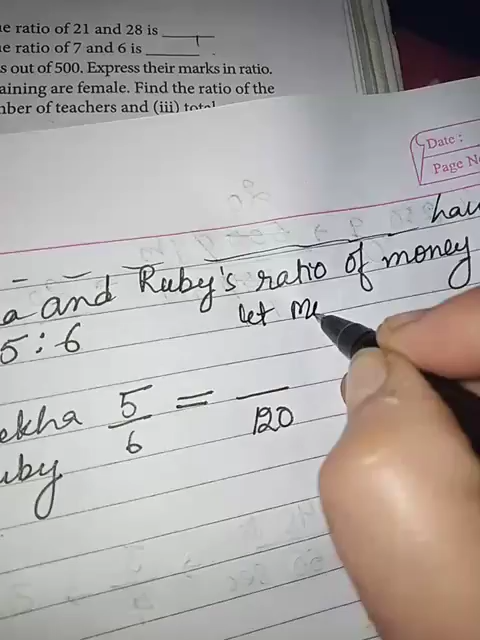 e ratio of 21 and 28 is
e ratio of 7 and 6 is
s out of 500. Express their marks in ratio.
aining are female. Find the ratio of the
ber of teachers and (iii) total
Date :
Page N
hav
a and Ruby's ratio of money
5 : 6
let me
ekha 5/6 = /120
uby